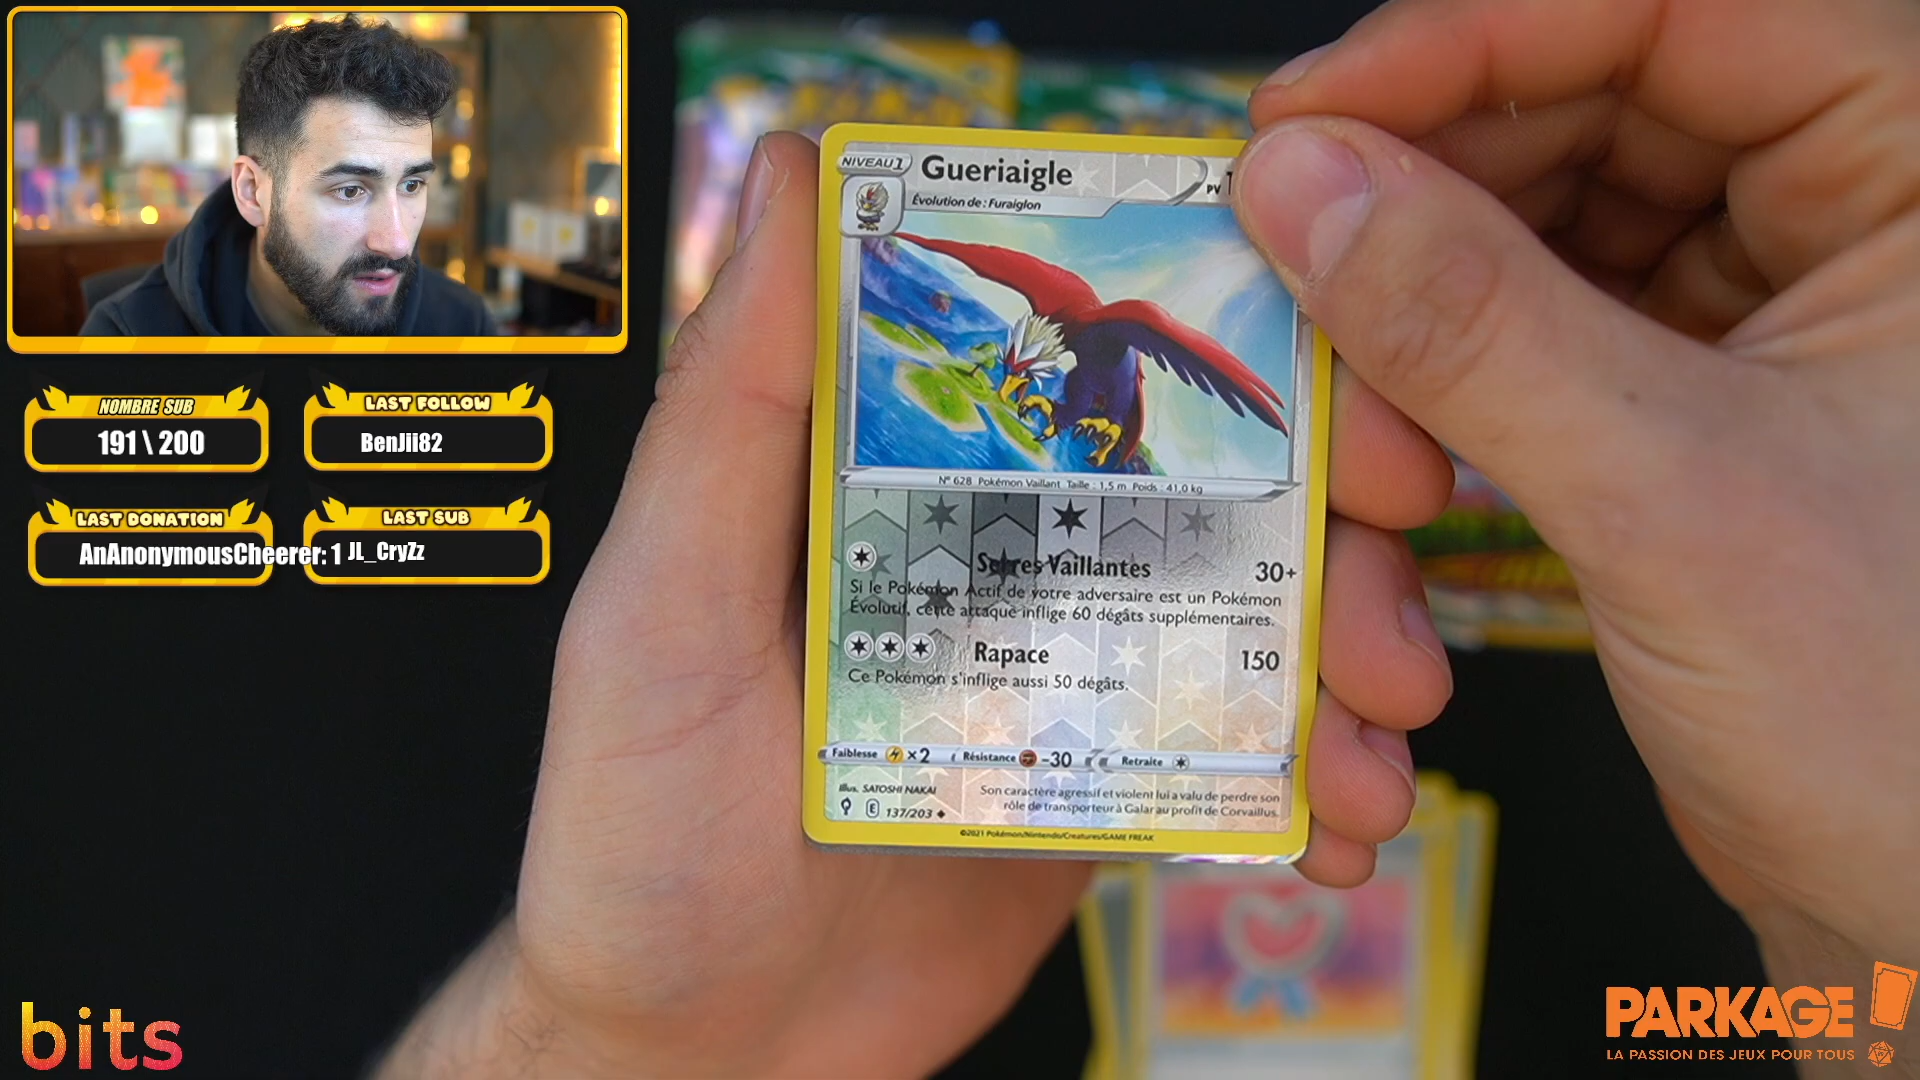 NOMBRE SUB
191 \ 200
LAST FOLLOW
BenJii82
LAST DONATION
AnAnonymousCheerer: 1
LAST SUB
JL_CryZz
bits
NIVEAU 1
Gueriaigle
PV 1
Évolution de : Furaiglon
N° 628 Pokémon Vaillant Taille : 1,5 m Poids : 41,0 kg
Serres Vaillantes 30+
Si le Pokémon Actif de votre adversaire est un Pokémon
Évolutif, cette attaque inflige 60 dégâts supplémentaires.
Rapace 150
Ce Pokémon s'inflige aussi 50 dégâts.
Faiblesse ×2 Résistance -30 Retraite
Illus. SATOSHI NAKAI
Son caractère agressif et violent lui a valu de perdre son
rôle de transporteur à Galar au profit de Corvaillus.
E 137/203
©2021 Pokémon/Nintendo/Creatures/GAME FREAK
PARKAGE
LA PASSION DES JEUX POUR TOUS